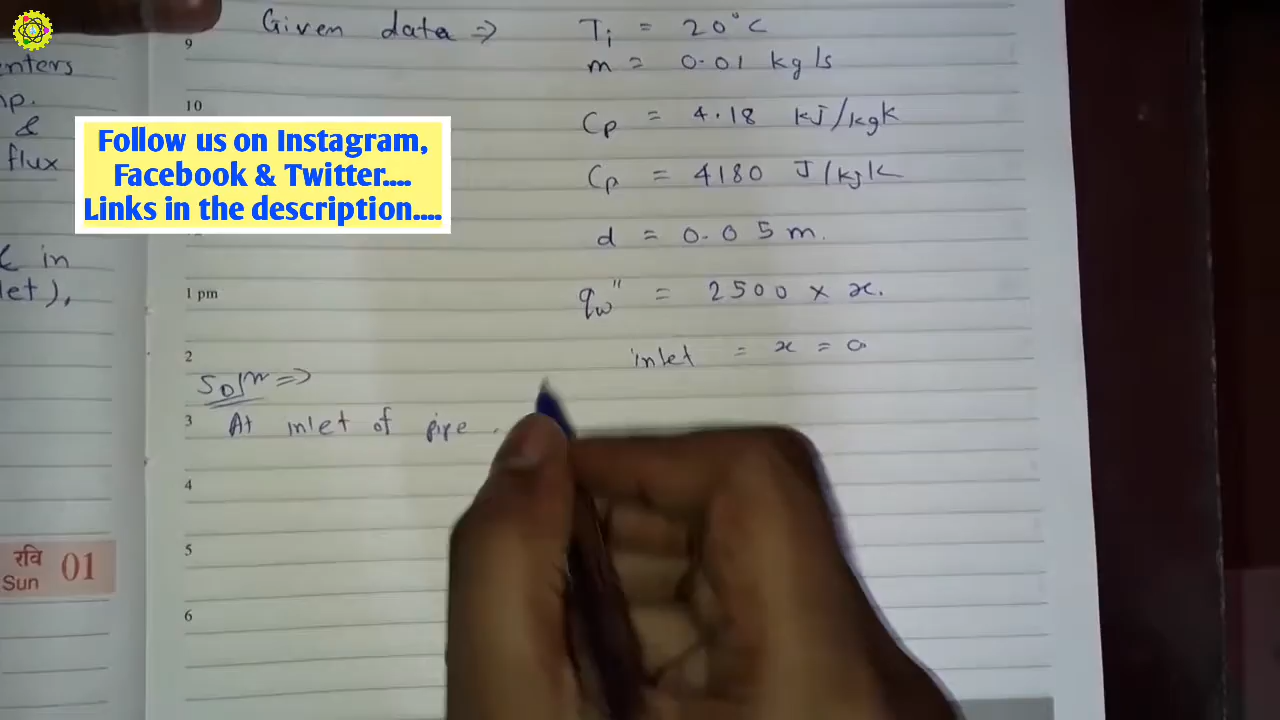 Given data => Ti = 20°C
9
enters
m = 0.01 kg/s
10
&
Cp = 4.18 kJ/kgK
flux
Follow us on Instagram,
Facebook & Twitter....
Links in the description....
Cp = 4180 J/kgK
d = 0.05 m.
in
1 pm
qw" = 2500 x x.
2
inlet = x = 0
Soln =>
3
At inlet of pipe
4
5
रवि
Sun 01
6